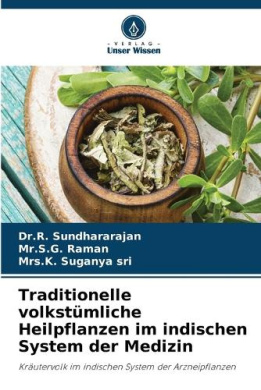 VERLAG
Unser Wissen
Dr.R. Sundhararajan
Mr.S.G. Raman
Mrs.K. Suganya sri
Traditionelle
volkstümliche
Heilpflanzen im indischen
System der Medizin
Kräutervolk im indischen System der Arzneipflanzen